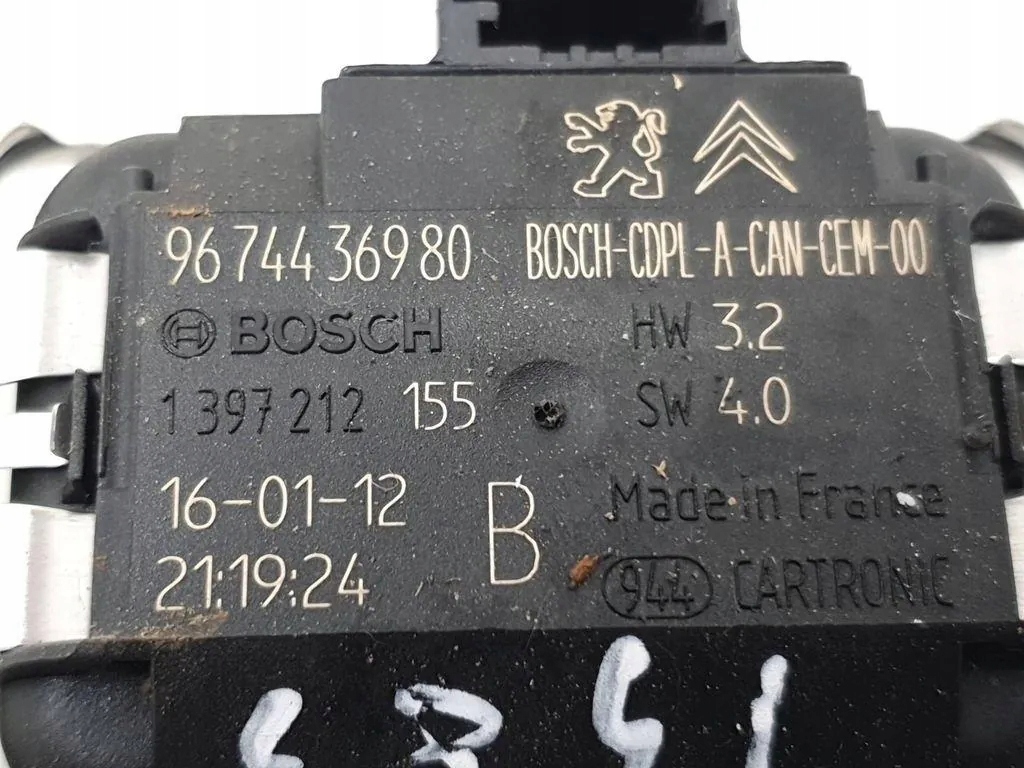 96 744 369 80 BOSCH-CDPL-A-CAN-CEM-00
BOSCH HW 3.2
1 397 212 155 SW 4.0
16-01-12 B Made in France
21:19:24 944 CARTRONIC